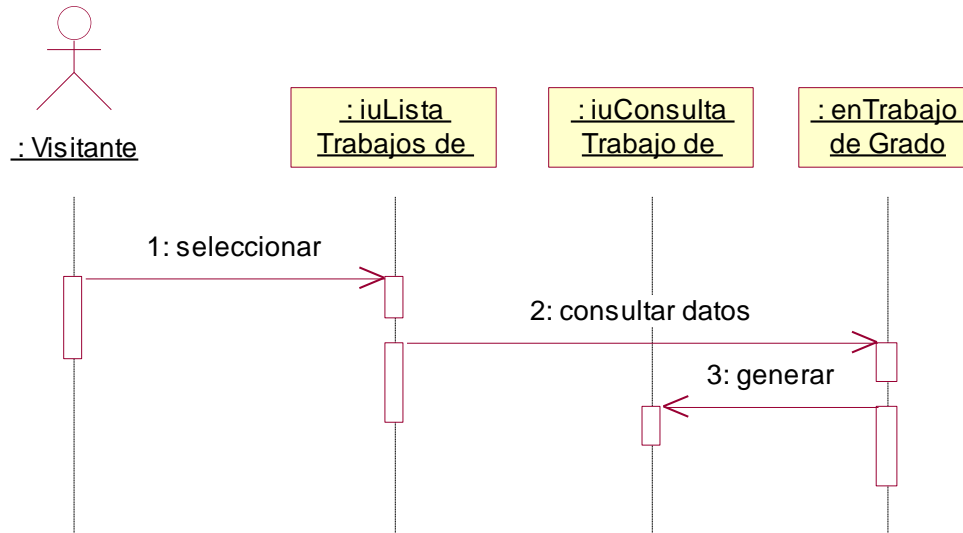 : Visitante
: iuLista
Trabajos de
: iuConsulta
Trabajo de
: enTrabajo
de Grado
1: seleccionar
2: consultar datos
3: generar